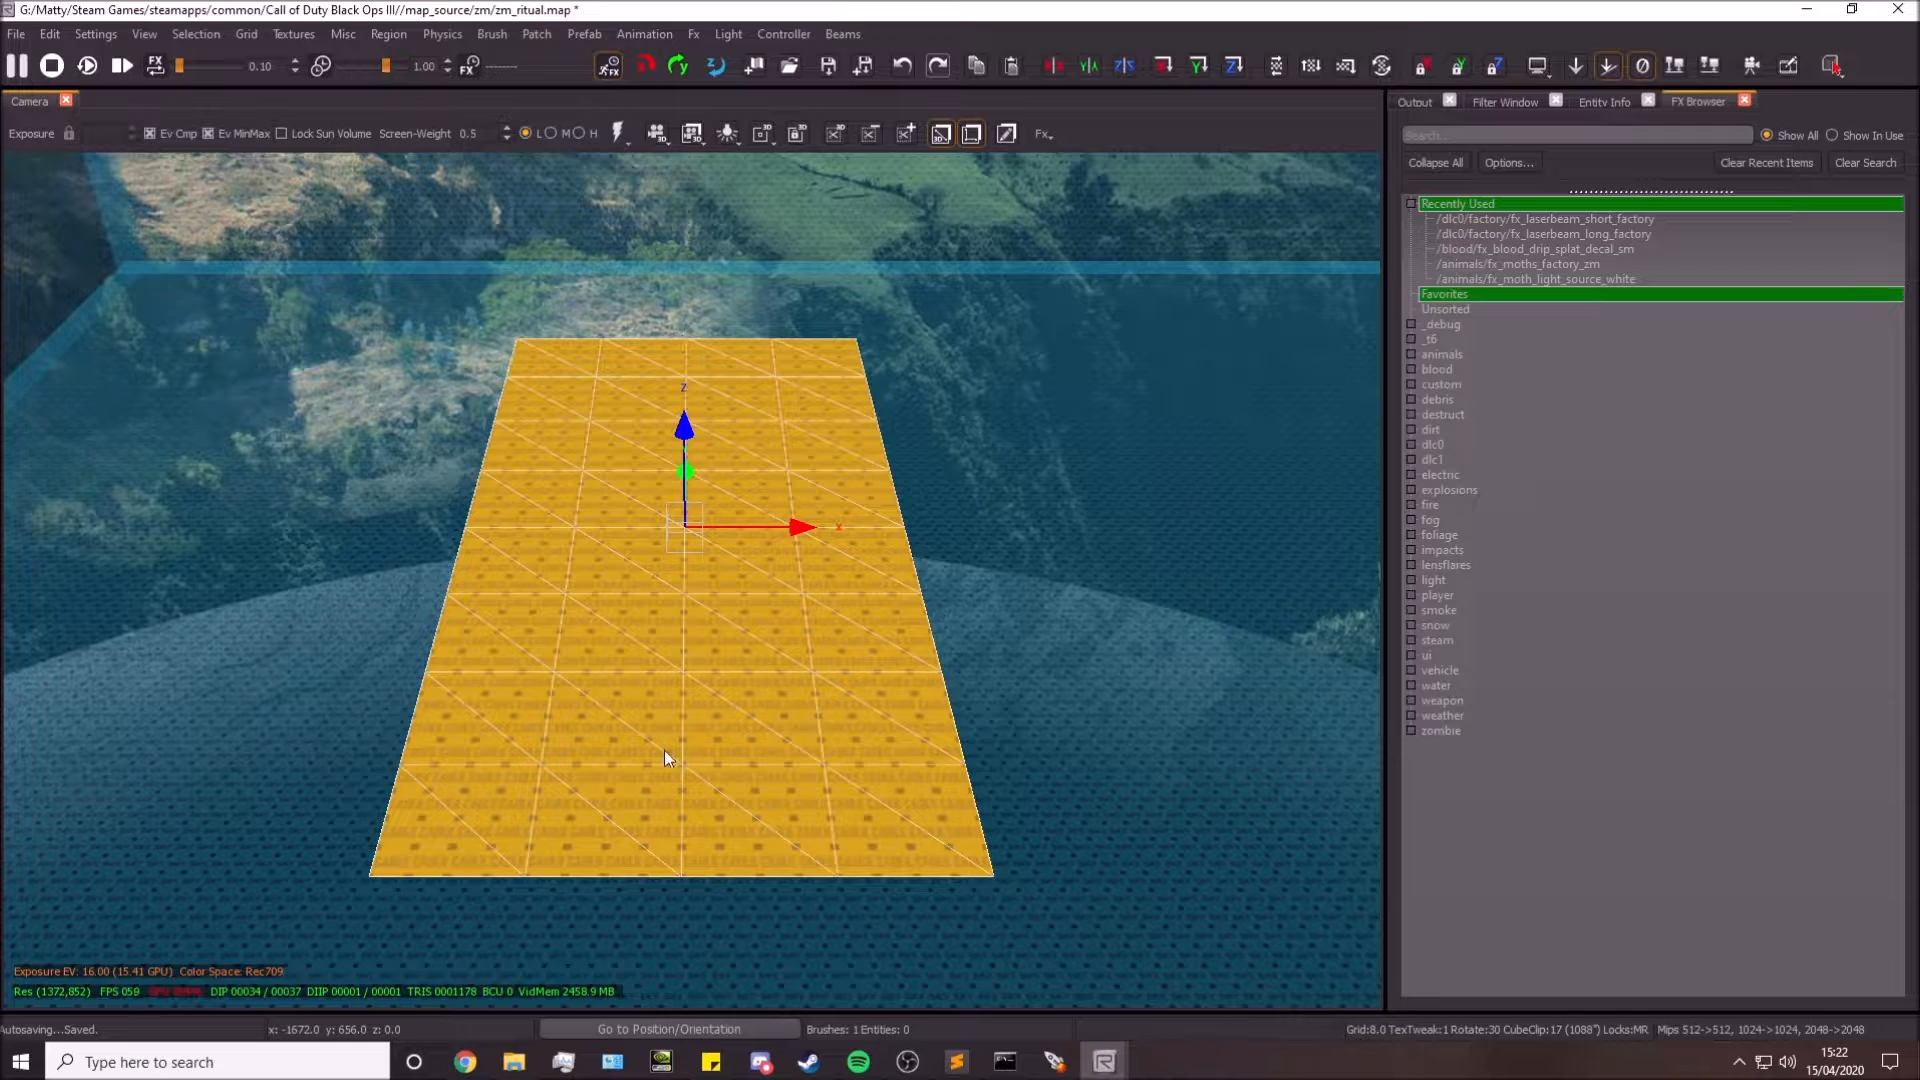 G:/Matty/Steam Games/steamapps/common/Call of Duty Black Ops III//map_source/zm/zm_ritual.map *
File Edit Settings View Selection Grid Textures Misc Region Physics Brush Patch Prefab Animation Fx Light Controller Beams
FX 0.10 1.00 FX
Camera
Output Filter Window Entity Info FX Browser
Exposure Ev Cmp Ev MinMax Lock Sun Volume Screen-Weight 0.5 L M H Fx
Search...
Show All Show In Use
Collapse All Options... Clear Recent Items Clear Search
Recently Used
/dlc0/factory/fx_laserbeam_short_factory
/dlc0/factory/fx_laserbeam_long_factory
/blood/fx_blood_drip_splat_decal_sm
/animals/fx_moths_factory_zm
/animals/fx_moth_light_source_white
Favorites
Unsorted
_debug
_t6
animals
blood
custom
debris
destruct
dirt
dlc0
dlc1
electric
explosions
fire
fog
foliage
impacts
lensflares
light
player
smoke
snow
steam
ui
vehicle
water
weapon
weather
zombie
z
x
Exposure EV: 16.00 (15.41 GPU) Color Space: Rec709
Res (1372,852) FPS 059 DIP 00034 / 00037 DIIP 00001 / 00001 TRIS 0001178 BCU 0 VidMem 2458.9 MB
Autosaving...Saved. x: -1672.0 y: 656.0 z: 0.0 Go to Position/Orientation Brushes: 1 Entities: 0 Grid:8.0 TexTweak:1 Rotate:30 CubeClip:17 (1088") Locks:MR Mips 512->512, 1024->1024, 2048->2048
Type here to search
15:22
15/04/2020